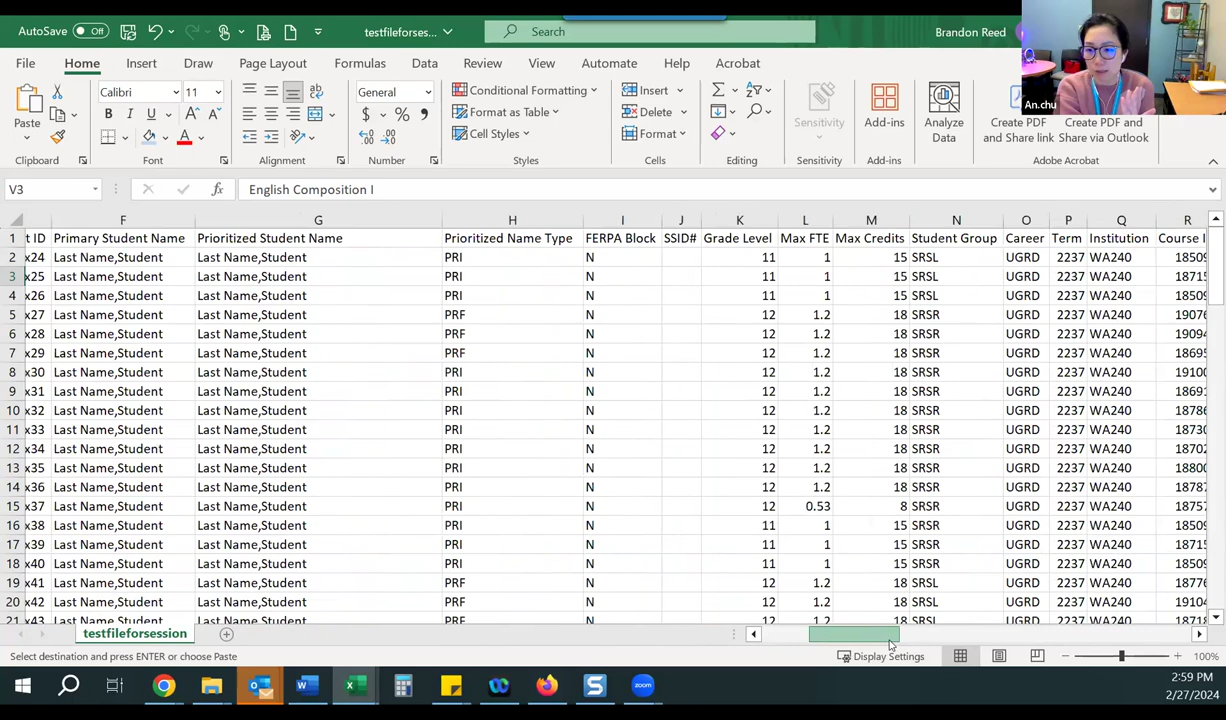 AutoSave Off testfileforses... Search Brandon Reed
File Home Insert Draw Page Layout Formulas Data Review View Automate Help Acrobat
Paste Calibri 11 General Conditional Formatting Insert Sensitivity Add-ins Analyze Data Create PDF and Share link Create PDF and Share via Outlook
Format as Table Delete
Cell Styles Format
Clipboard Font Alignment Number Styles Cells Editing Sensitivity Add-ins Adobe Acrobat
An.chu
V3 fx English Composition I
F G H I J K L M N O P Q R
1 t ID Primary Student Name Prioritized Student Name Prioritized Name Type FERPA Block SSID# Grade Level Max FTE Max Credits Student Group Career Term Institution Course I
2 x24 Last Name,Student Last Name,Student PRI N 11 1 15 SRSL UGRD 2237 WA240 18509
3 x25 Last Name,Student Last Name,Student PRI N 11 1 15 SRSL UGRD 2237 WA240 18715
4 x26 Last Name,Student Last Name,Student PRI N 11 1 15 SRSL UGRD 2237 WA240 18509
5 x27 Last Name,Student Last Name,Student PRF N 12 1.2 18 SRSR UGRD 2237 WA240 19076
6 x28 Last Name,Student Last Name,Student PRF N 12 1.2 18 SRSR UGRD 2237 WA240 19094
7 x29 Last Name,Student Last Name,Student PRF N 12 1.2 18 SRSR UGRD 2237 WA240 18695
8 x30 Last Name,Student Last Name,Student PRI N 12 1.2 18 SRSR UGRD 2237 WA240 19100
9 x31 Last Name,Student Last Name,Student PRI N 12 1.2 18 SRSR UGRD 2237 WA240 18691
10 x32 Last Name,Student Last Name,Student PRI N 12 1.2 18 SRSR UGRD 2237 WA240 18786
11 x33 Last Name,Student Last Name,Student PRI N 12 1.2 18 SRSR UGRD 2237 WA240 18730
12 x34 Last Name,Student Last Name,Student PRI N 12 1.2 18 SRSR UGRD 2237 WA240 18702
13 x35 Last Name,Student Last Name,Student PRI N 12 1.2 18 SRSR UGRD 2237 WA240 18800
14 x36 Last Name,Student Last Name,Student PRI N 12 1.2 18 SRSR UGRD 2237 WA240 18787
15 x37 Last Name,Student Last Name,Student PRI N 12 0.53 8 SRSR UGRD 2237 WA240 18757
16 x38 Last Name,Student Last Name,Student PRI N 11 1 15 SRSR UGRD 2237 WA240 18509
17 x39 Last Name,Student Last Name,Student PRI N 11 1 15 SRSR UGRD 2237 WA240 18715
18 x40 Last Name,Student Last Name,Student PRI N 11 1 15 SRSR UGRD 2237 WA240 18509
19 x41 Last Name,Student Last Name,Student PRF N 12 1.2 18 SRSL UGRD 2237 WA240 18776
20 x42 Last Name,Student Last Name,Student PRF N 12 1.2 18 SRSL UGRD 2237 WA240 19104
21 x43 Last Name,Student Last Name,Student PRF N 12 1.2 18 SRSL UGRD 2237 WA240 18718
testfileforsession
Select destination and press ENTER or choose Paste Display Settings 100%
2:59 PM
2/27/2024